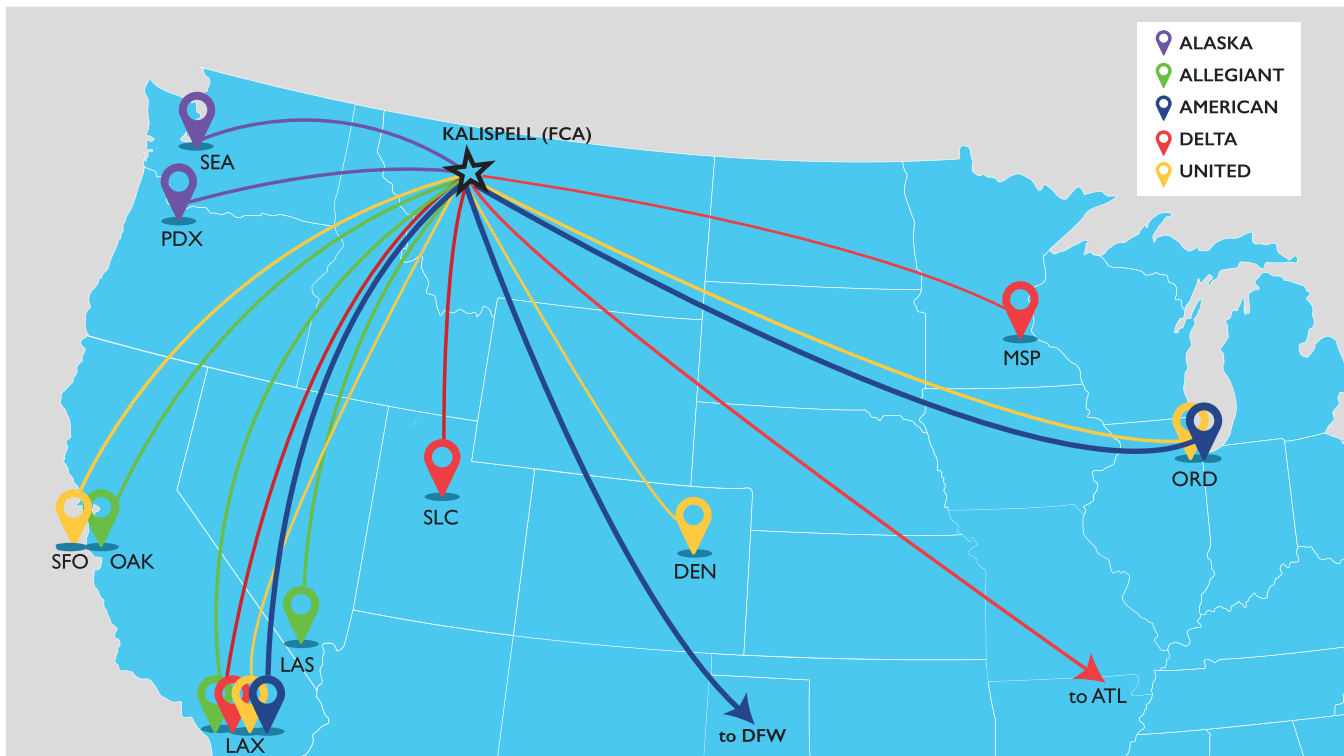 ALASKA
ALLEGIANT
AMERICAN
DELTA
UNITED
KALISPELL (FCA)
SEA
PDX
MSP
ORD
SLC
SFO
OAK
DEN
LAS
to ATL
to DFW
LAX